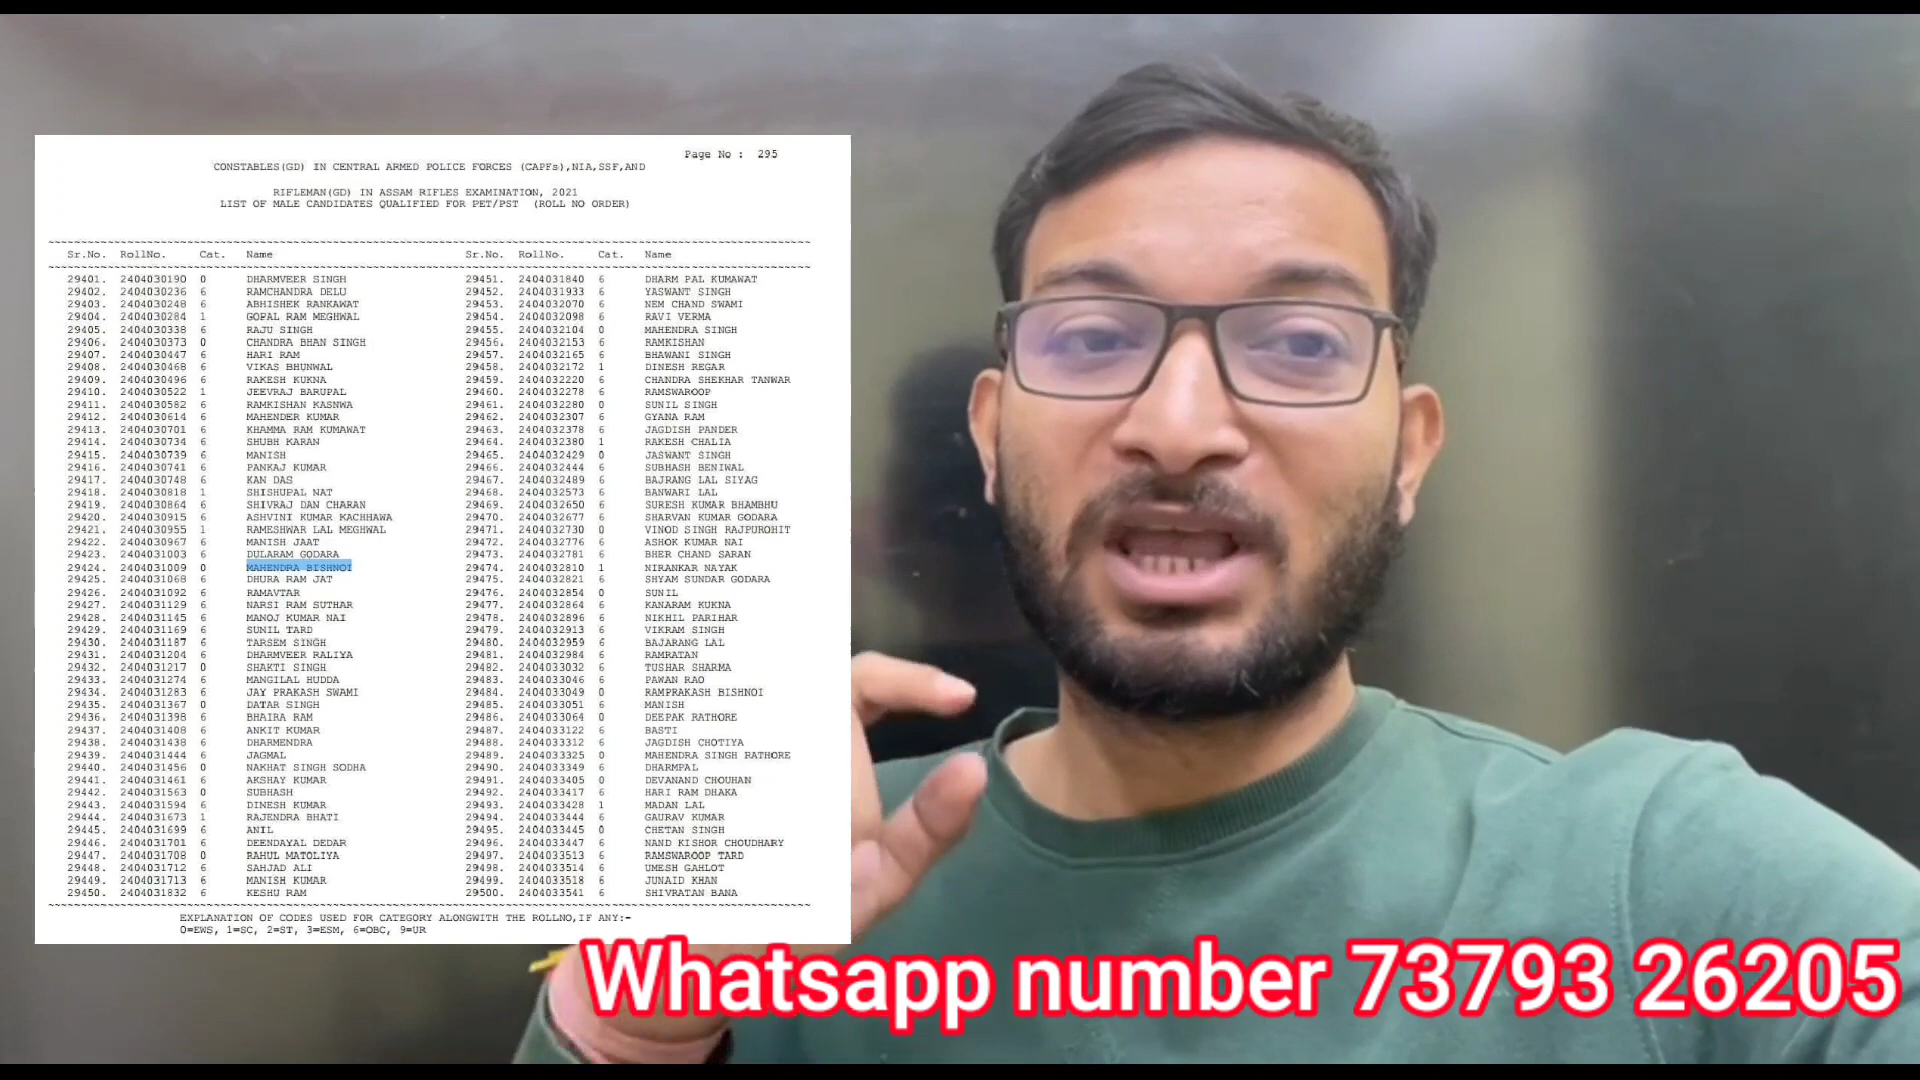 Page No : 295
CONSTABLES(GD) IN CENTRAL ARMED POLICE FORCES (CAPFs),NIA,SSF,AND
RIFLEMAN(GD) IN ASSAM RIFLES EXAMINATION, 2021
LIST OF MALE CANDIDATES QUALIFIED FOR PET/PST (ROLL NO ORDER)
Sr.No. RollNo. Cat. Name Sr.No. RollNo. Cat. Name
29401. 2404030190 0 DHARMVEER SINGH 29451. 2404031840 6 DHARM PAL KUMAWAT
29402. 2404030236 6 RAMCHANDRA DELU 29452. 2404031933 6 YASWANT SINGH
29403. 2404030248 6 ABHISHEK RANKAWAT 29453. 2404032070 6 NEM CHAND SWAMI
29404. 2404030284 1 GOPAL RAM MEGHWAL 29454. 2404032098 6 RAVI VERMA
29405. 2404030338 6 RAJU SINGH 29455. 2404032104 0 MAHENDRA SINGH
29406. 2404030373 0 CHANDRA BHAN SINGH 29456. 2404032153 6 RAMKISHAN
29407. 2404030447 6 HARI RAM 29457. 2404032165 6 BHAWANI SINGH
29408. 2404030468 6 VIKAS BHUNWAL 29458. 2404032172 1 DINESH REGAR
29409. 2404030496 6 RAKESH KUKNA 29459. 2404032220 6 CHANDRA SHEKHAR TANWAR
29410. 2404030522 1 JEEVRAJ BARUPAL 29460. 2404032278 6 RAMSWAROOP
29411. 2404030582 6 RAMKISHAN KASNWA 29461. 2404032280 0 SUNIL SINGH
29412. 2404030614 6 MAHENDER KUMAR 29462. 2404032307 6 GYANA RAM
29413. 2404030701 6 KHAMMA RAM KUMAWAT 29463. 2404032378 6 JAGDISH PANDER
29414. 2404030734 6 SHUBH KARAN 29464. 2404032380 1 RAKESH CHALIA
29415. 2404030739 6 MANISH 29465. 2404032429 0 JASWANT SINGH
29416. 2404030741 6 PANKAJ KUMAR 29466. 2404032444 6 SUBHASH BENIWAL
29417. 2404030748 6 KAN DAS 29467. 2404032489 6 BAJRANG LAL SIYAG
29418. 2404030818 1 SHISHUPAL NAT 29468. 2404032573 6 BANWARI LAL
29419. 2404030864 6 SHIVRAJ DAN CHARAN 29469. 2404032650 6 SURESH KUMAR BHAMBHU
29420. 2404030915 6 ASHVINI KUMAR KACHHAWA 29470. 2404032677 6 SHARVAN KUMAR GODARA
29421. 2404030955 1 RAMESHWAR LAL MEGHWAL 29471. 2404032730 0 VINOD SINGH RAJPUROHIT
29422. 2404030967 6 MANISH JAAT 29472. 2404032776 6 ASHOK KUMAR NAI
29423. 2404031003 6 DULARAM GODARA 29473. 2404032781 6 BHER CHAND SARAN
29424. 2404031009 0 MAHENDRA BISHNOI 29474. 2404032810 1 NIRANKAR NAYAK
29425. 2404031068 6 DHURA RAM JAT 29475. 2404032821 6 SHYAM SUNDAR GODARA
29426. 2404031092 6 RAMAVTAR 29476. 2404032854 0 SUNIL
29427. 2404031129 6 NARSI RAM SUTHAR 29477. 2404032864 6 KANARAM KUKNA
29428. 2404031145 6 MANOJ KUMAR NAI 29478. 2404032896 6 NIKHIL PARIHAR
29429. 2404031169 6 SUNIL TARD 29479. 2404032913 6 VIKRAM SINGH
29430. 2404031187 6 TARSEM SINGH 29480. 2404032959 6 BAJARANG LAL
29431. 2404031204 6 DHARMVEER RALIYA 29481. 2404032984 6 RAMRATAN
29432. 2404031217 0 SHAKTI SINGH 29482. 2404033032 6 TUSHAR SHARMA
29433. 2404031274 6 MANGILAL HUDDA 29483. 2404033046 6 PAWAN RAO
29434. 2404031283 6 JAY PRAKASH SWAMI 29484. 2404033049 0 RAMPRAKASH BISHNOI
29435. 2404031367 0 DATAR SINGH 29485. 2404033051 6 MANISH
29436. 2404031398 6 BHAIRA RAM 29486. 2404033064 0 DEEPAK RATHORE
29437. 2404031408 6 ANKIT KUMAR 29487. 2404033122 6 BASTI
29438. 2404031438 6 DHARMENDRA 29488. 2404033312 6 JAGDISH CHOTIYA
29439. 2404031444 6 JAGMAL 29489. 2404033325 0 MAHENDRA SINGH RATHORE
29440. 2404031456 0 NAKHAT SINGH SODHA 29490. 2404033349 6 DHARMPAL
29441. 2404031461 6 AKSHAY KUMAR 29491. 2404033405 0 DEVANAND CHOUHAN
29442. 2404031563 0 SUBHASH 29492. 2404033417 6 HARI RAM DHAKA
29443. 2404031594 6 DINESH KUMAR 29493. 2404033428 1 MADAN LAL
29444. 2404031673 1 RAJENDRA BHATI 29494. 2404033444 6 GAURAV KUMAR
29445. 2404031699 6 ANIL 29495. 2404033445 0 CHETAN SINGH
29446. 2404031701 6 DEENDAYAL DEDAR 29496. 2404033447 6 NAND KISHOR CHOUDHARY
29447. 2404031708 0 RAHUL MATOLIYA 29497. 2404033513 6 RAMSWAROOP TARD
29448. 2404031712 6 SAHJAD ALI 29498. 2404033514 6 UMESH GAHLOT
29449. 2404031713 6 MANISH KUMAR 29499. 2404033518 6 JUNAID KHAN
29450. 2404031832 6 KESHU RAM 29500. 2404033541 6 SHIVRATAN BANA
EXPLANATION OF CODES USED FOR CATEGORY ALONGWITH THE ROLLNO,IF ANY:-
0=EWS, 1=SC, 2=ST, 3=ESM, 6=OBC, 9=UR
Whatsapp number 73793 26205